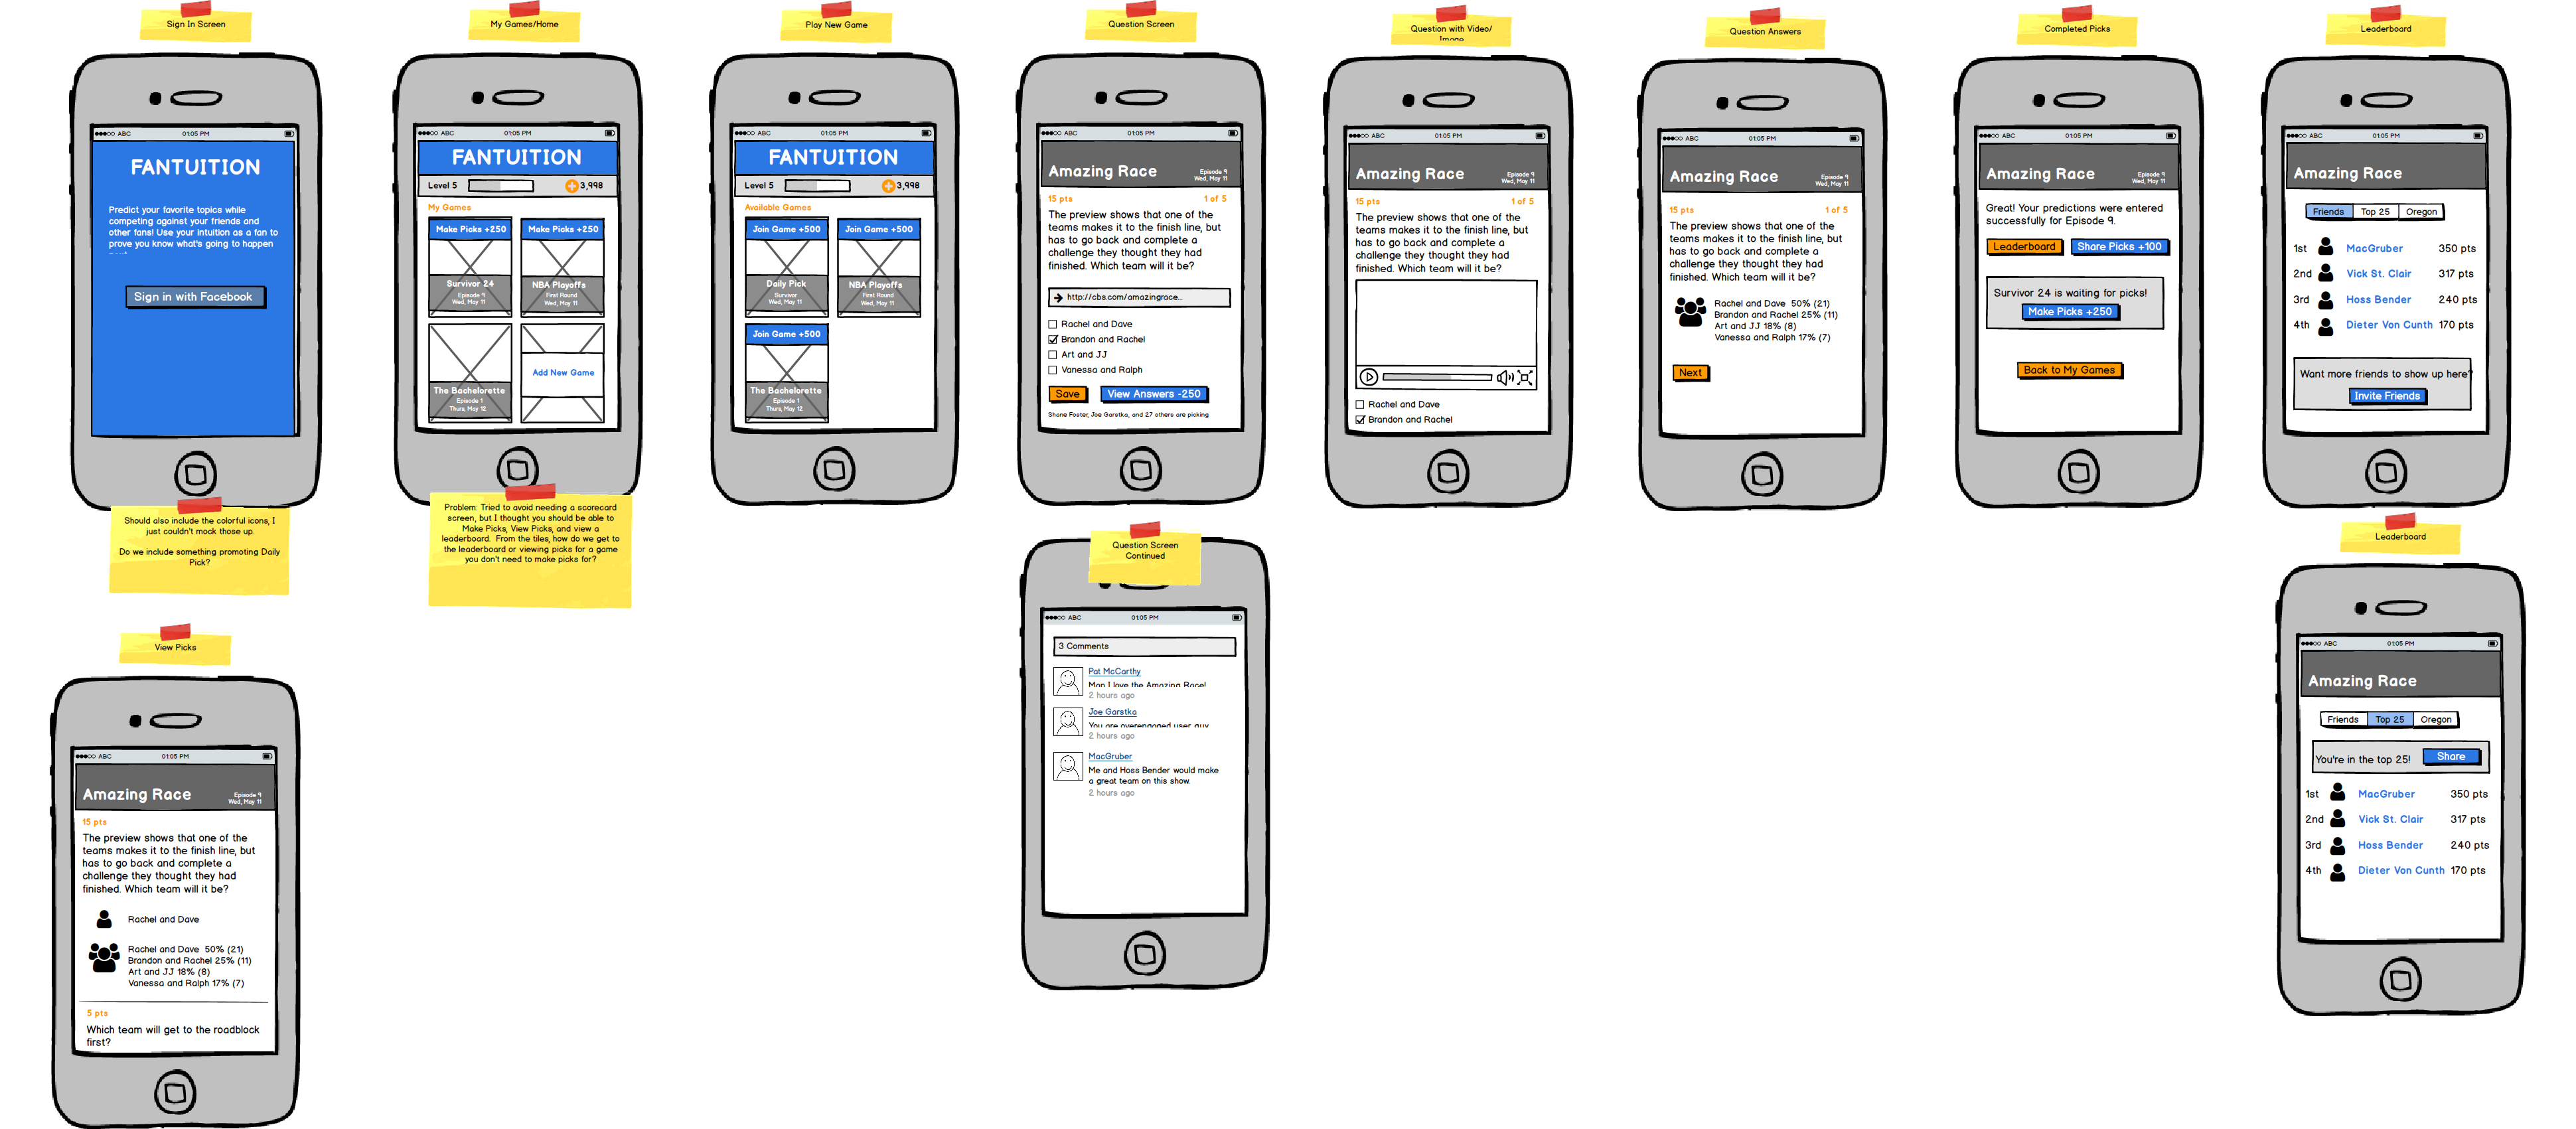 Sign In Screen
●●●○○ ABC 01:05 PM
FANTUITION
Predict your favorite topics while
competing against your friends and
other fans! Use your intuition as a fan to
prove you know what's going to happen
Sign in with Facebook
Should also include the colorful icons, I
just couldn't mock those up.
Do we include something promoting Daily
Pick?
My Games/Home
●●●○○ ABC 01:05 PM
FANTUITION
Level 5 3,998
My Games
Make Picks +250 Make Picks +250
Survivor 24 NBA Playoffs
Episode 9 First Round
Wed, May 11 Wed, May 11
Add New Game
The Bachelorette
Episode 1
Thurs, May 12
Problem: Tried to avoid needing a scorecard
screen, but I thought you should be able to
Make Picks, View Picks, and view a
leaderboard. From the tiles, how do we get to
the leaderboard or viewing picks for a game
you don't need to make picks for?
Play New Game
●●●○○ ABC 01:05 PM
FANTUITION
Level 5 3,998
Available Games
Join Game +500 Join Game +500
Daily Pick NBA Playoffs
Survivor First Round
Wed, May 11 Wed, May 11
Join Game +500
The Bachelorette
Episode 1
Thurs, May 12
Question Screen
●●●○○ ABC 01:05 PM
Amazing Race Episode 9
Wed, May 11
15 pts 1 of 5
The preview shows that one of the
teams makes it to the finish line, but
has to go back and complete a
challenge they thought they had
finished. Which team will it be?
http://cbs.com/amazingrace...
Rachel and Dave
Brandon and Rachel
Art and JJ
Vanessa and Ralph
Save View Answers -250
Shane Foster, Joe Garstka, and 27 others are picking
Question with Video/
Image
●●●○○ ABC 01:05 PM
Amazing Race Episode 9
Wed, May 11
15 pts 1 of 5
The preview shows that one of the
teams makes it to the finish line, but
has to go back and complete a
challenge they thought they had
finished. Which team will it be?
Rachel and Dave
Brandon and Rachel
Question Answers
●●●○○ ABC 01:05 PM
Amazing Race Episode 9
Wed, May 11
15 pts 1 of 5
The preview shows that one of the
teams makes it to the finish line, but
has to go back and complete a
challenge they thought they had
finished. Which team will it be?
Rachel and Dave 50% (21)
Brandon and Rachel 25% (11)
Art and JJ 18% (8)
Vanessa and Ralph 17% (7)
Next
Completed Picks
●●●○○ ABC 01:05 PM
Amazing Race Episode 9
Wed, May 11
Great! Your predictions were entered
successfully for Episode 9.
Leaderboard Share Picks +100
Survivor 24 is waiting for picks!
Make Picks +250
Back to My Games
Leaderboard
●●●○○ ABC 01:05 PM
Amazing Race
Friends Top 25 Oregon
1st MacGruber 350 pts
2nd Vick St. Clair 317 pts
3rd Hoss Bender 240 pts
4th Dieter Von Cunth 170 pts
Want more friends to show up here?
Invite Friends
View Picks
●●●○○ ABC 01:05 PM
Amazing Race Episode 9
Wed, May 11
15 pts
The preview shows that one of the
teams makes it to the finish line, but
has to go back and complete a
challenge they thought they had
finished. Which team will it be?
Rachel and Dave
Rachel and Dave 50% (21)
Brandon and Rachel 25% (11)
Art and JJ 18% (8)
Vanessa and Ralph 17% (7)
5 pts
Which team will get to the roadblock
first?
Question Screen
Continued
●●●○○ ABC 01:05 PM
3 Comments
Pat McCarthy
Man I love the Amazing Race!
2 hours ago
Joe Garstka
You are overengaged user guy
2 hours ago
MacGruber
Me and Hoss Bender would make
a great team on this show.
2 hours ago
Leaderboard
●●●○○ ABC 01:05 PM
Amazing Race
Friends Top 25 Oregon
You're in the top 25! Share
1st MacGruber 350 pts
2nd Vick St. Clair 317 pts
3rd Hoss Bender 240 pts
4th Dieter Von Cunth 170 pts